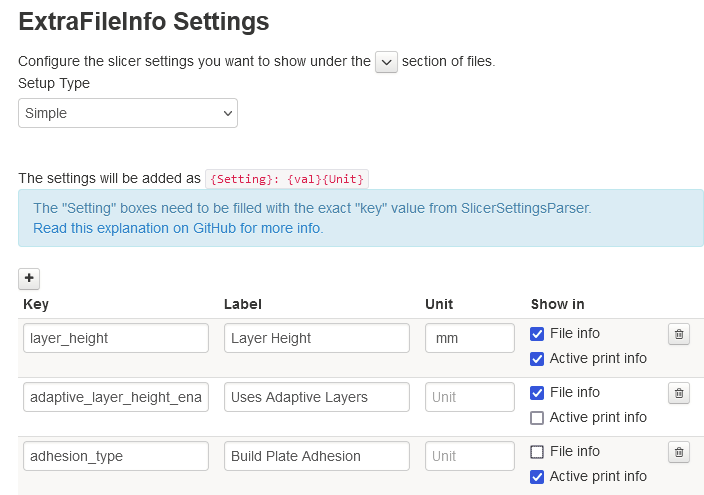 ExtraFileInfo Settings
Configure the slicer settings you want to show under the section of files.
Setup Type
Simple
The settings will be added as {Setting}: {val}{Unit}
The "Setting" boxes need to be filled with the exact "key" value from SlicerSettingsParser.
Read this explanation on GitHub for more info.
+
Key Label Unit Show in
layer_height Layer Height mm File info
Active print info
adaptive_layer_height_ena Uses Adaptive Layers Unit File info
Active print info
adhesion_type Build Plate Adhesion Unit File info
Active print info